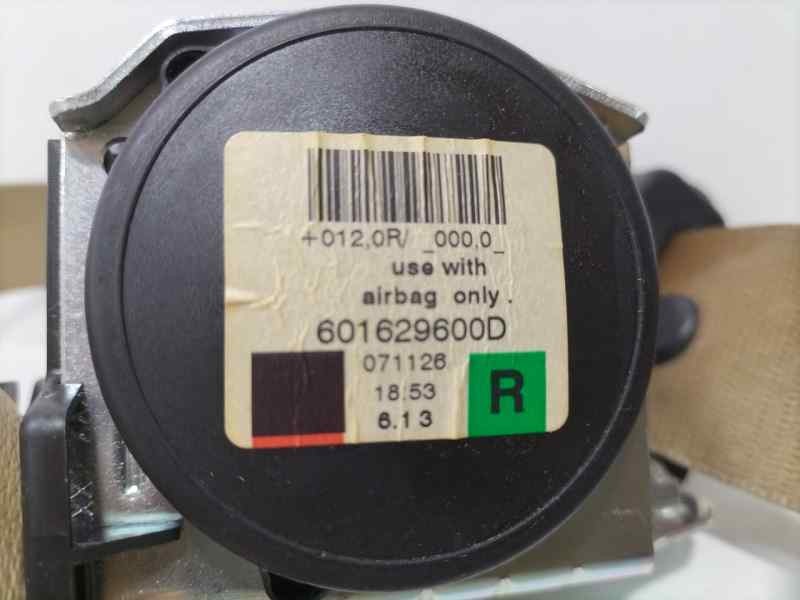 +012,0R/ _000,0_
use with
airbag only.
601629600D
071126
18:53
6.13
R